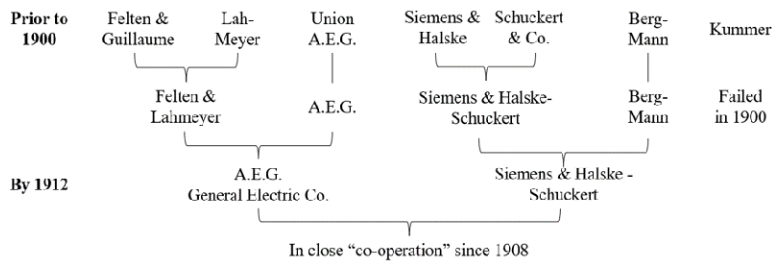 Prior to
1900
Felten &
Guillaume
Lah-
Meyer
Union
A.E.G.
Siemens &
Halske
Schuckert
& Co.
Berg-
Mann
Kummer
Felten &
Lahmeyer
A.E.G.
Siemens & Halske-
Schuckert
Berg-
Mann
Failed
in 1900
By 1912
A.E.G.
General Electric Co.
Siemens & Halske -
Schuckert
In close “co-operation” since 1908